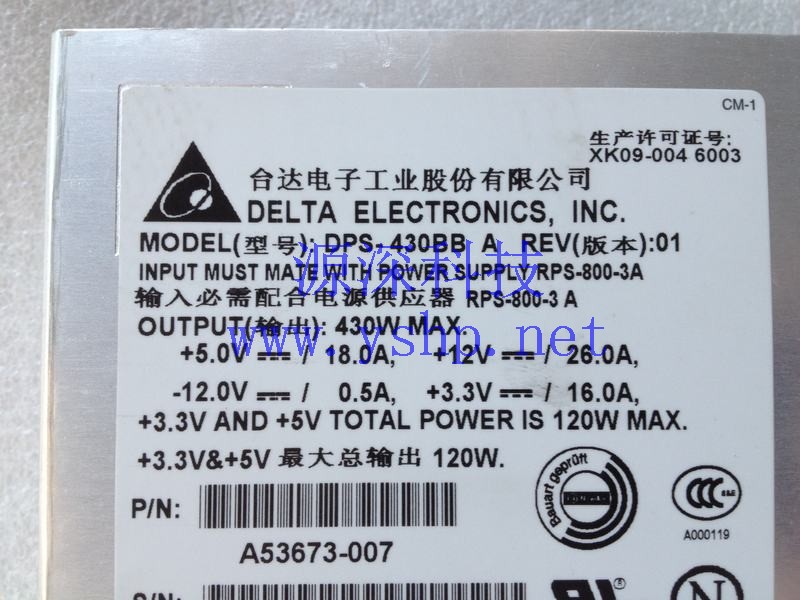 CM-1
生产许可证号:
XK09-004 6003
台达电子工业股份有限公司
DELTA ELECTRONICS, INC.
MODEL(型号): DPS-430BB A REV(版本):01
INPUT MUST MATE WITH POWER SUPPLY/RPS-800-3A
源深科技
输入必需配合电源供应器 RPS-800-3 A
OUTPUT(输出): 430W MAX.
www.yshp.net
+5.0V / 18.0A, +12V / 26.0A,
-12.0V / 0.5A, +3.3V / 16.0A,
+3.3V AND +5V TOTAL POWER IS 120W MAX.
+3.3V&+5V 最大总输出 120W.
Bauart geprüft
P/N:
CCC S&E
A000119
A53673-007
S/N:
UL ®
N